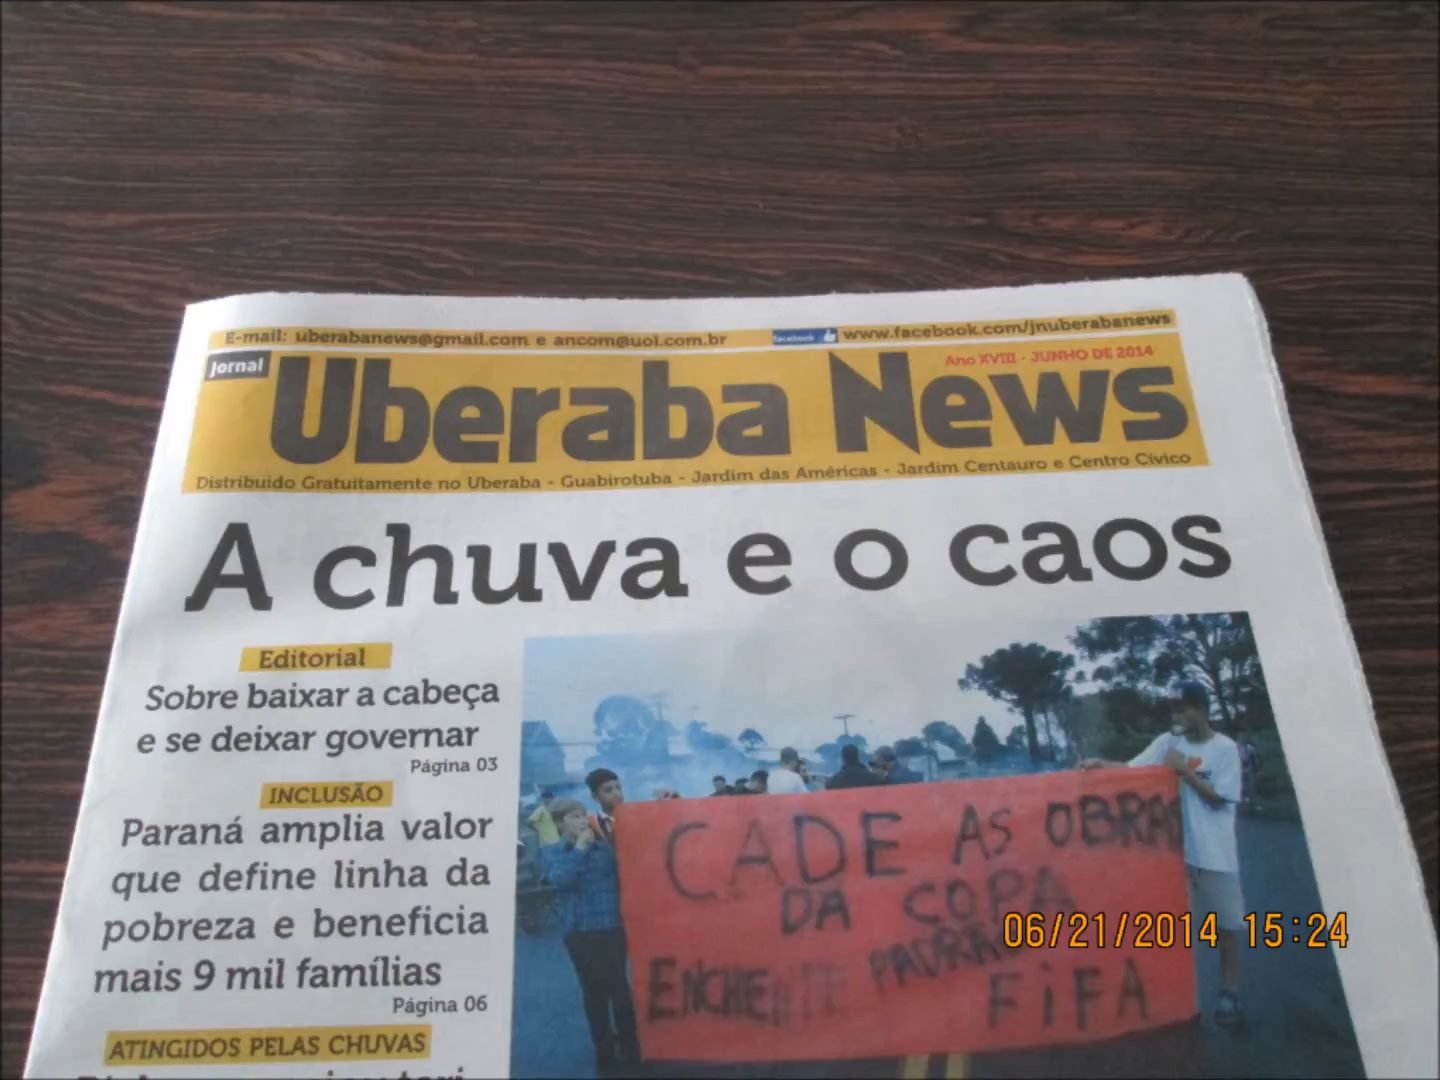 E-mail: uberabanews@gmail.com e ancom@uol.com.br
facebook
www.facebook.com/jnuberabanews
Jornal
Ano XVIII - JUNHO DE 2014
Uberaba News
Distribuído Gratuitamente no Uberaba - Guabirotuba - Jardim das Américas - Jardim Centauro e Centro Cívico
A chuva e o caos
Editorial
Sobre baixar a cabeça
e se deixar governar
Página 03
INCLUSÃO
Paraná amplia valor
que define linha da
pobreza e beneficia
mais 9 mil famílias
Página 06
ATINGIDOS PELAS CHUVAS
CADE AS OBRAS
DA COPA
ENCHENTE PADRÃO
FiFA
06/21/2014 15:24